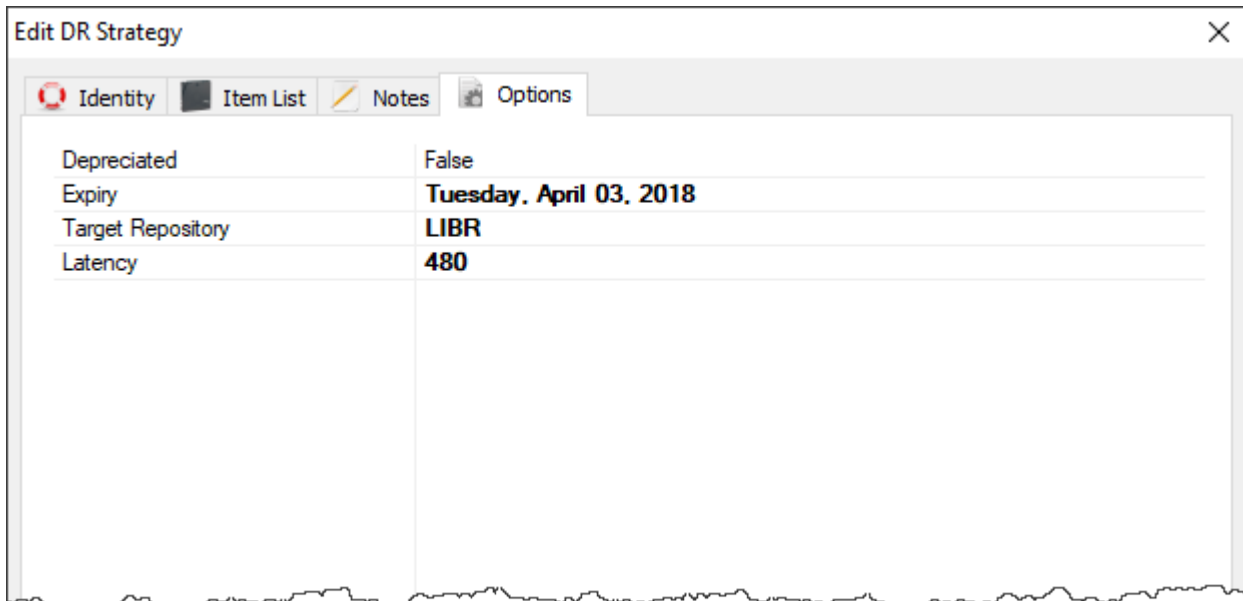 Edit DR Strategy
Identity Item List Notes Options
Depreciated False
Expiry Tuesday, April 03, 2018
Target Repository LIBR
Latency 480